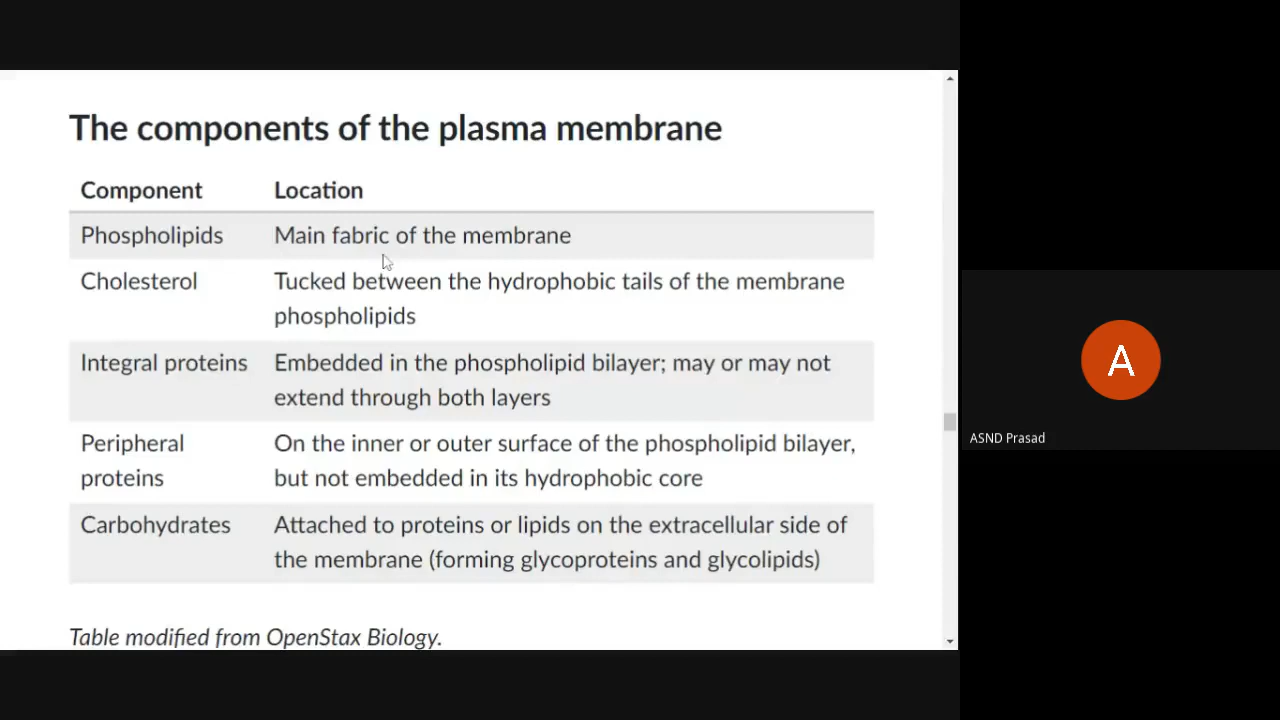 The components of the plasma membrane
Component Location
Phospholipids Main fabric of the membrane
Cholesterol Tucked between the hydrophobic tails of the membrane
phospholipids
Integral proteins Embedded in the phospholipid bilayer; may or may not
extend through both layers
Peripheral On the inner or outer surface of the phospholipid bilayer,
proteins but not embedded in its hydrophobic core
Carbohydrates Attached to proteins or lipids on the extracellular side of
the membrane (forming glycoproteins and glycolipids)
Table modified from OpenStax Biology.
A
ASND Prasad